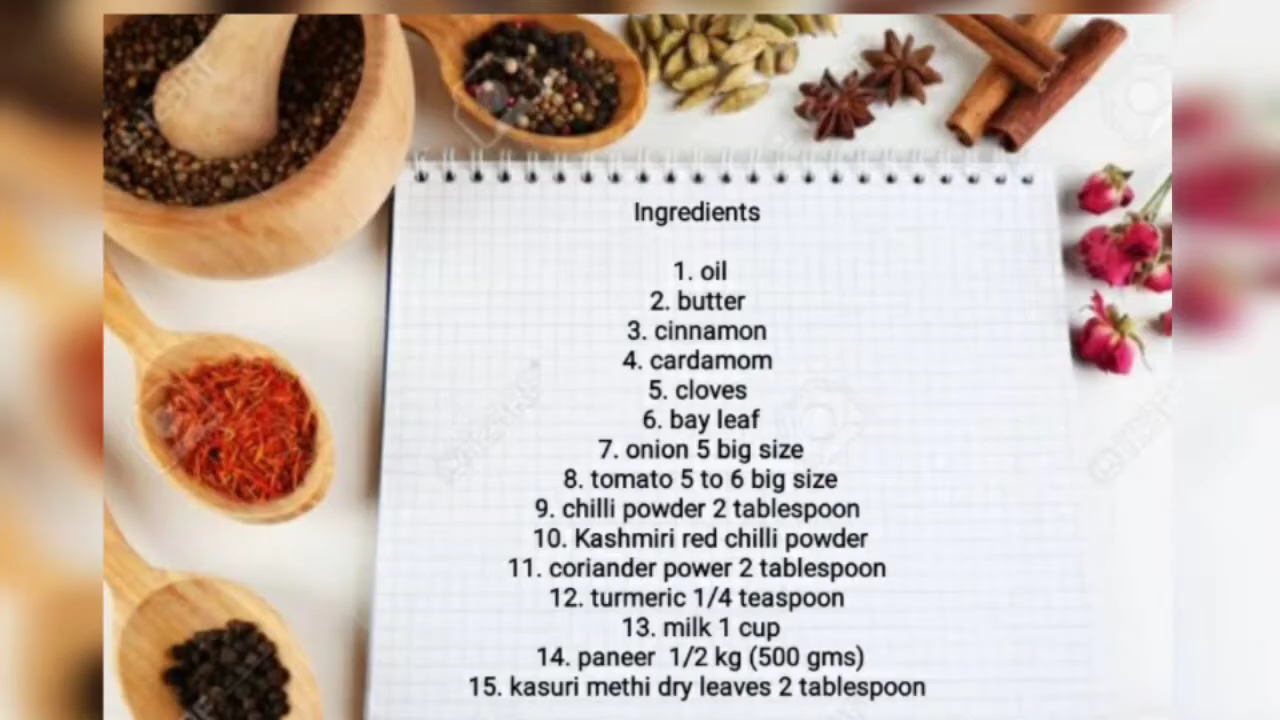 Ingredients
1. oil
2. butter
3. cinnamon
4. cardamom
5. cloves
6. bay leaf
7. onion 5 big size
8. tomato 5 to 6 big size
9. chilli powder 2 tablespoon
10. Kashmiri red chilli powder
11. coriander power 2 tablespoon
12. turmeric 1/4 teaspoon
13. milk 1 cup
14. paneer  1/2 kg (500 gms)
15. kasuri methi dry leaves 2 tablespoon